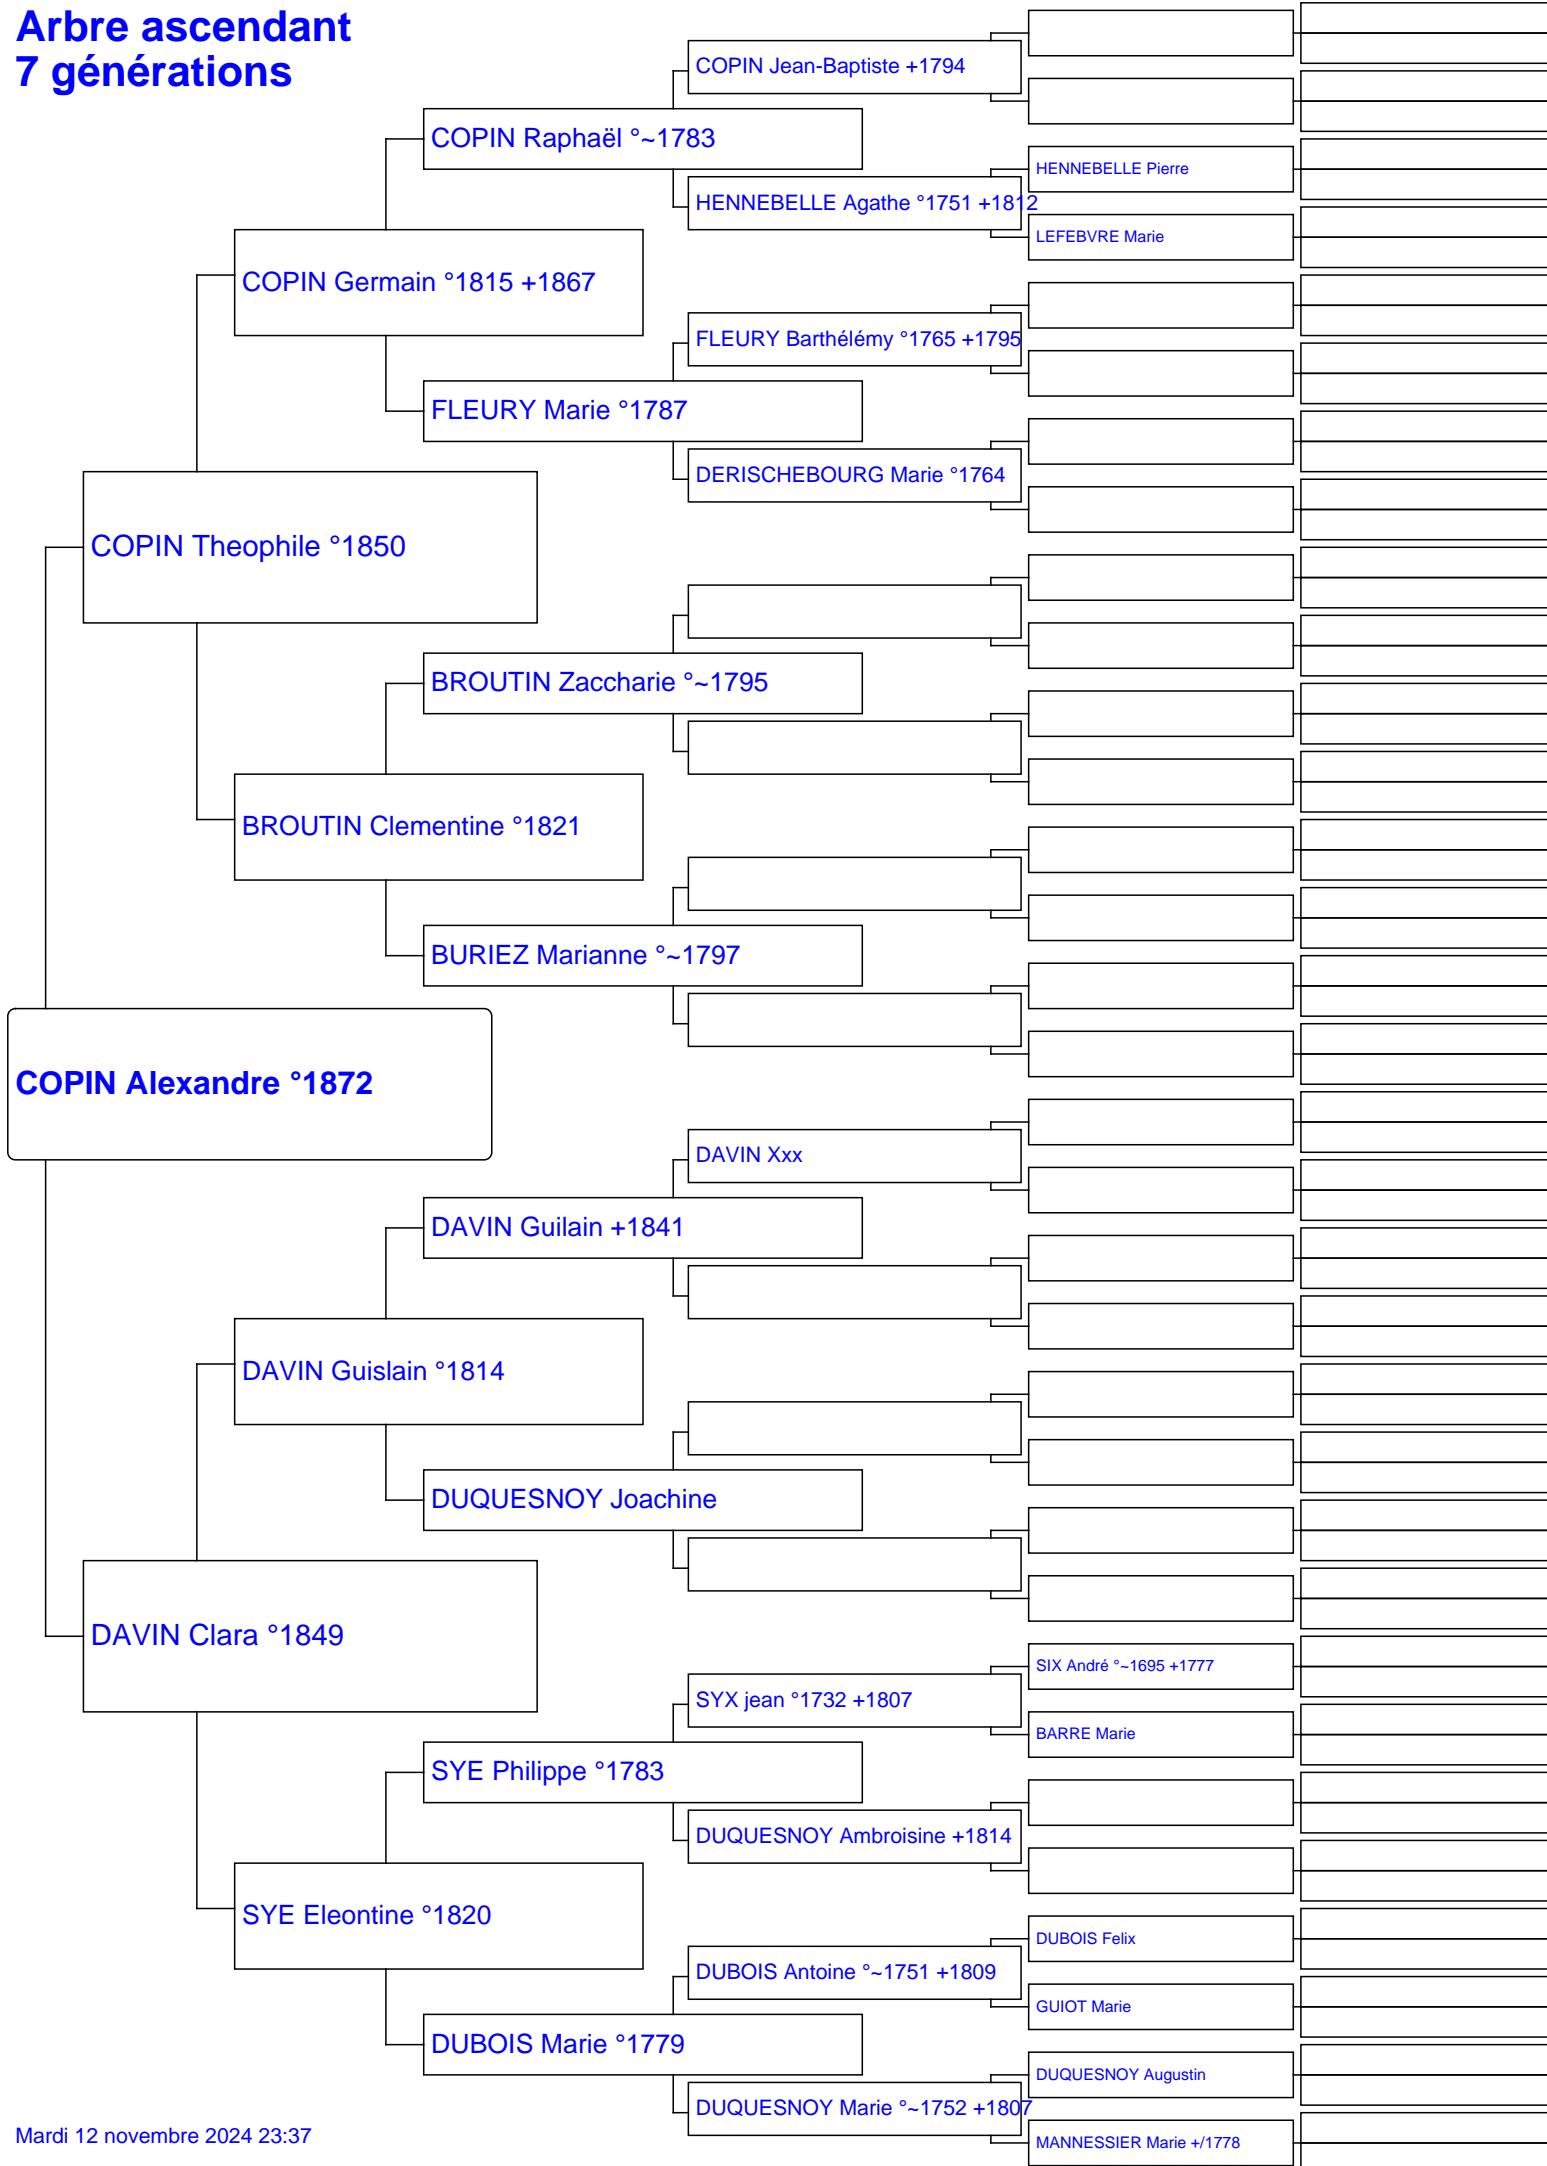 Arbre ascendant
7 générations
COPIN Jean-Baptiste +1794
COPIN Raphaël °~1783
HENNEBELLE Pierre
HENNEBELLE Agathe °1751 +1812
LEFEBVRE Marie
COPIN Germain °1815 +1867
FLEURY Barthélémy °1765 +1795
FLEURY Marie °1787
DERISCHEBOURG Marie °1764
COPIN Theophile °1850
BROUTIN Zaccharie °~1795
BROUTIN Clementine °1821
BURIEZ Marianne °~1797
COPIN Alexandre °1872
DAVIN Xxx
DAVIN Guilain +1841
DAVIN Guislain °1814
DUQUESNOY Joachine
DAVIN Clara °1849
SIX André °~1695 +1777
SYX jean °1732 +1807
BARRE Marie
SYE Philippe °1783
DUQUESNOY Ambroisine +1814
SYE Eleontine °1820
DUBOIS Felix
DUBOIS Antoine °~1751 +1809
GUIOT Marie
DUBOIS Marie °1779
DUQUESNOY Augustin
DUQUESNOY Marie °~1752 +1807
MANNESSIER Marie +/1778
Mardi 12 novembre 2024 23:37